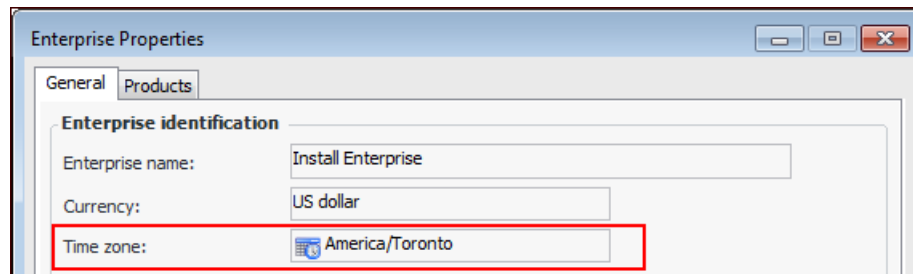 Enterprise Properties
General Products
Enterprise identification
Enterprise name: Install Enterprise
Currency: US dollar
Time zone: America/Toronto